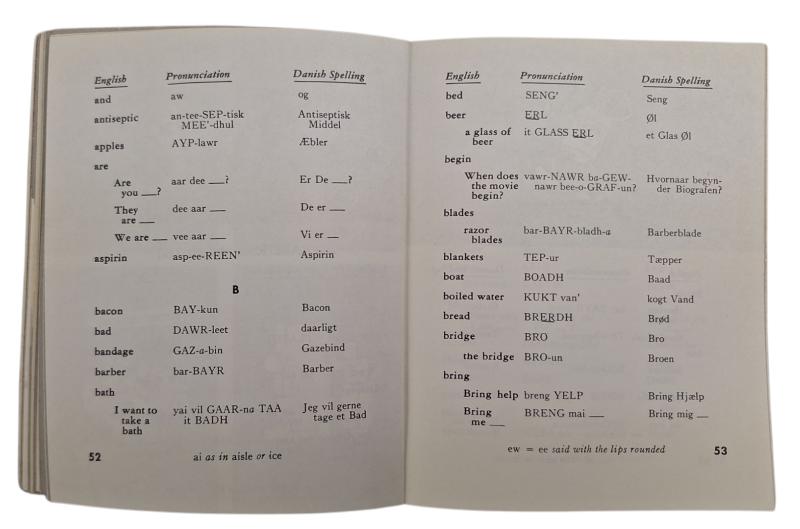 English Pronunciation Danish Spelling
and aw og
antiseptic an-tee-SEP-tisk Antiseptisk
MEE'-dhul Middel
apples AYP-lawr Æbler
are
Are aar dee ___? Er De ___?
you ___?
They dee aar ___ De er ___
are ___
We are ___ vee aar ___ Vi er ___
aspirin asp-ee-REEN' Aspirin
B
bacon BAY-kun Bacon
bad DAWR-leet daarligt
bandage GAZ-a-bin Gazebind
barber bar-BAYR Barber
bath
I want to yai vil GAAR-na TAA Jeg vil gerne
take a it BADH tage et Bad
bath
52 ai as in aisle or ice
English Pronunciation Danish Spelling
bed SENG' Seng
beer ERL Øl
a glass of it GLASS ERL et Glas Øl
beer
begin
When does vawr-NAWR ba-GEW- Hvornaar begyn-
the movie nawr bee-o-GRAF-un? der Biografen?
begin?
blades
razor bar-BAYR-bladh-a Barberblade
blades
blankets TEP-ur Tæpper
boat BOADH Baad
boiled water KUKT van' kogt Vand
bread BRERDH Brød
bridge BRO Bro
the bridge BRO-un Broen
bring
Bring help breng YELP Bring Hjælp
Bring BRENG mai ___ Bring mig ___
me ___
ew = ee said with the lips rounded 53